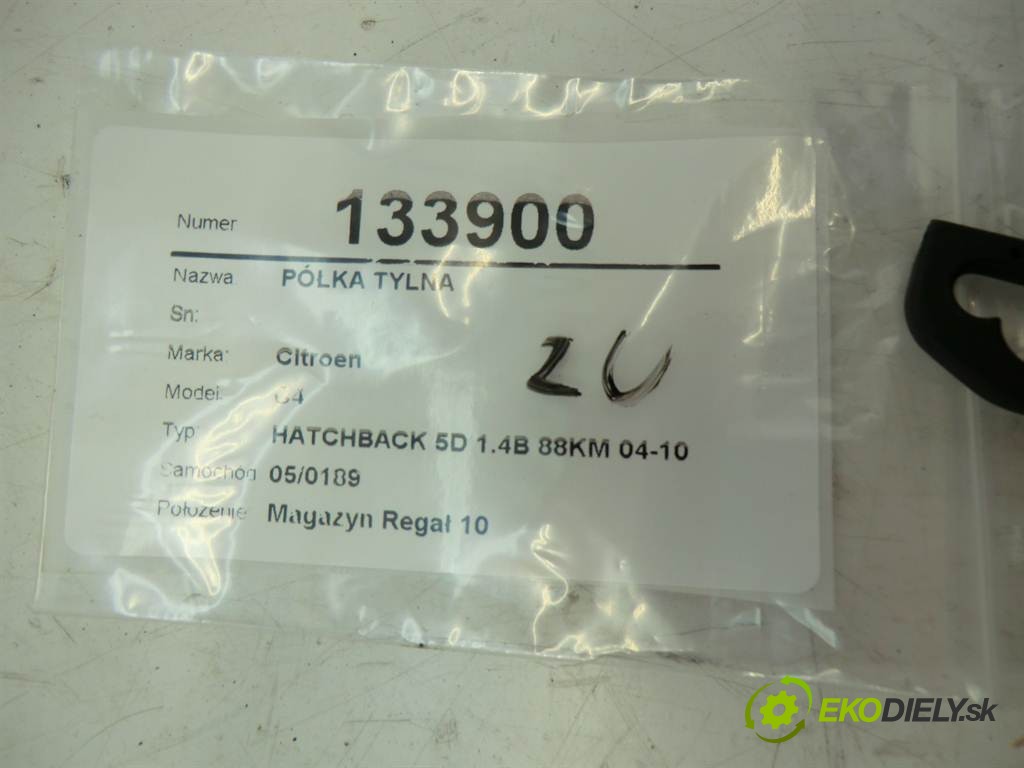 Numer 133900
Nazwa PÓLKA TYLNA
Sn:
Marka: Citroen
Model: C4
Typ: HATCHBACK 5D 1.4B 88KM 04-10
Samochód 05/0189
Położenie Magazyn Regał 10
EKODIELY.sk